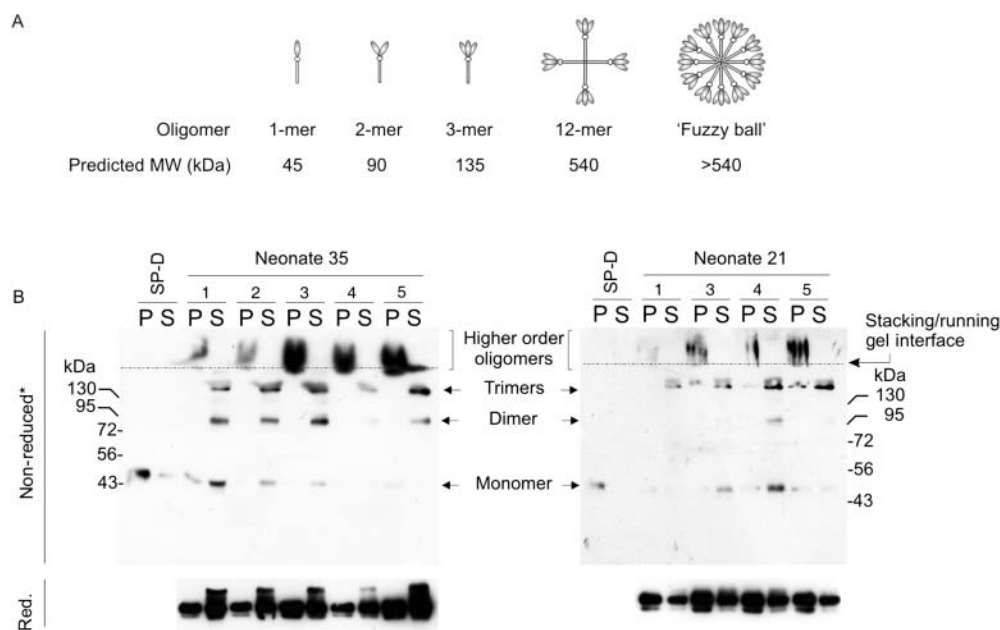 A
Oligomer 1-mer 2-mer 3-mer 12-mer 'Fuzzy ball'
Predicted MW (kDa) 45 90 135 540 >540
B
Non-reduced*
Red.
SP-D
Neonate 35
1 2 3 4 5
P S P S P S P S P S P S
kDa
130
95
72-
56-
43-
Higher order
oligomers
Trimers
Dimer
Monomer
SP-D
Neonate 21
1 3 4 5
P S P S P S P S P S
Stacking/running
gel interface
kDa
130
95
-72
-56
-43